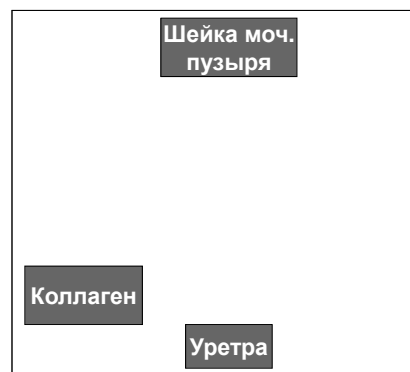 Шейка моч.
пузыря
Коллаген
Уретра